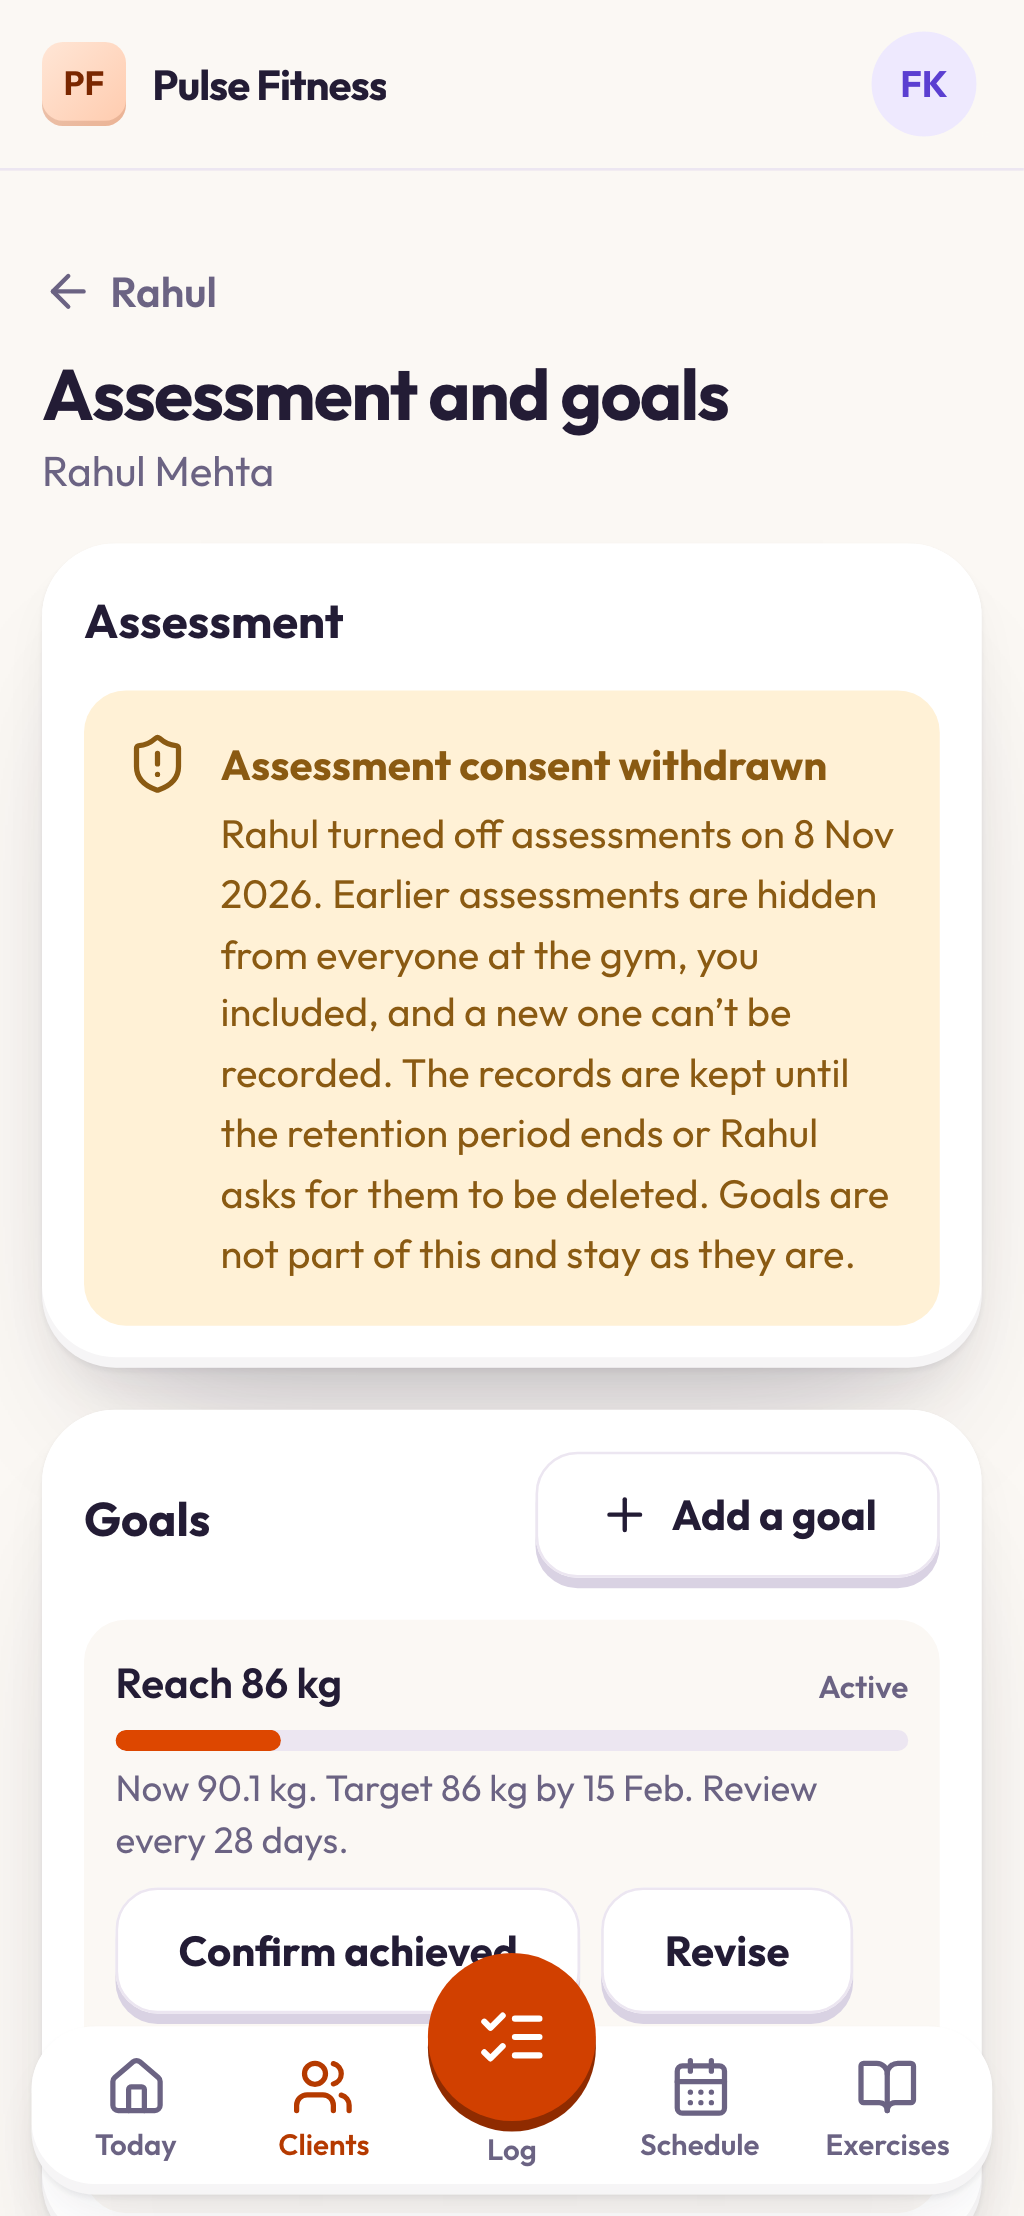 PF
Pulse Fitness
FK
Rahul
Assessment and goals
Rahul Mehta
Assessment
Assessment consent withdrawn
Rahul turned off assessments on 8 Nov
2026. Earlier assessments are hidden
from everyone at the gym, you
included, and a new one can’t be
recorded. The records are kept until
the retention period ends or Rahul
asks for them to be deleted. Goals are
not part of this and stay as they are.
Goals
Add a goal
Reach 86 kg
Active
Now 90.1 kg. Target 86 kg by 15 Feb. Review
every 28 days.
Confirm achieved
Revise
Today
Clients
Log
Schedule
Exercises